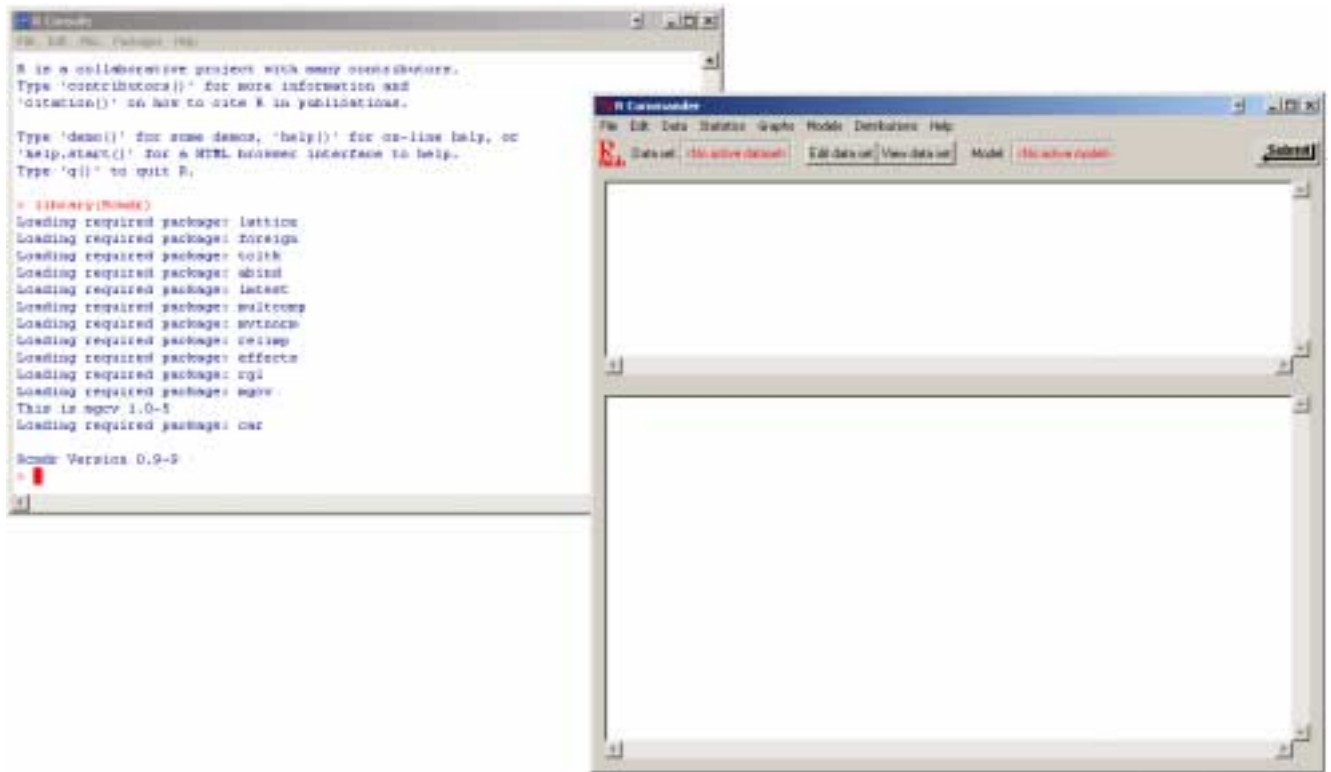 R Console
File Edit Misc Packages Help
R is a collaborative project with many contributors.
Type 'contributors()' for more information and
'citation()' on how to cite R in publications.
Type 'demo()' for some demos, 'help()' for on-line help, or
'help.start()' for a HTML browser interface to help.
Type 'q()' to quit R.
> library(Rcmdr)
Loading required package: lattice
Loading required package: foreign
Loading required package: tcltk
Loading required package: abind
Loading required package: lmtest
Loading required package: multcomp
Loading required package: mvtnorm
Loading required package: relimp
Loading required package: effects
Loading required package: rgl
Loading required package: mgcv
This is mgcv 1.0-5
Loading required package: car
Rcmdr Version 0.9-9
>
R Commander
File Edit Data Statistics Graphs Models Distributions Help
Data set: <No active dataset> Edit data set View data set Model: <No active model> Submit